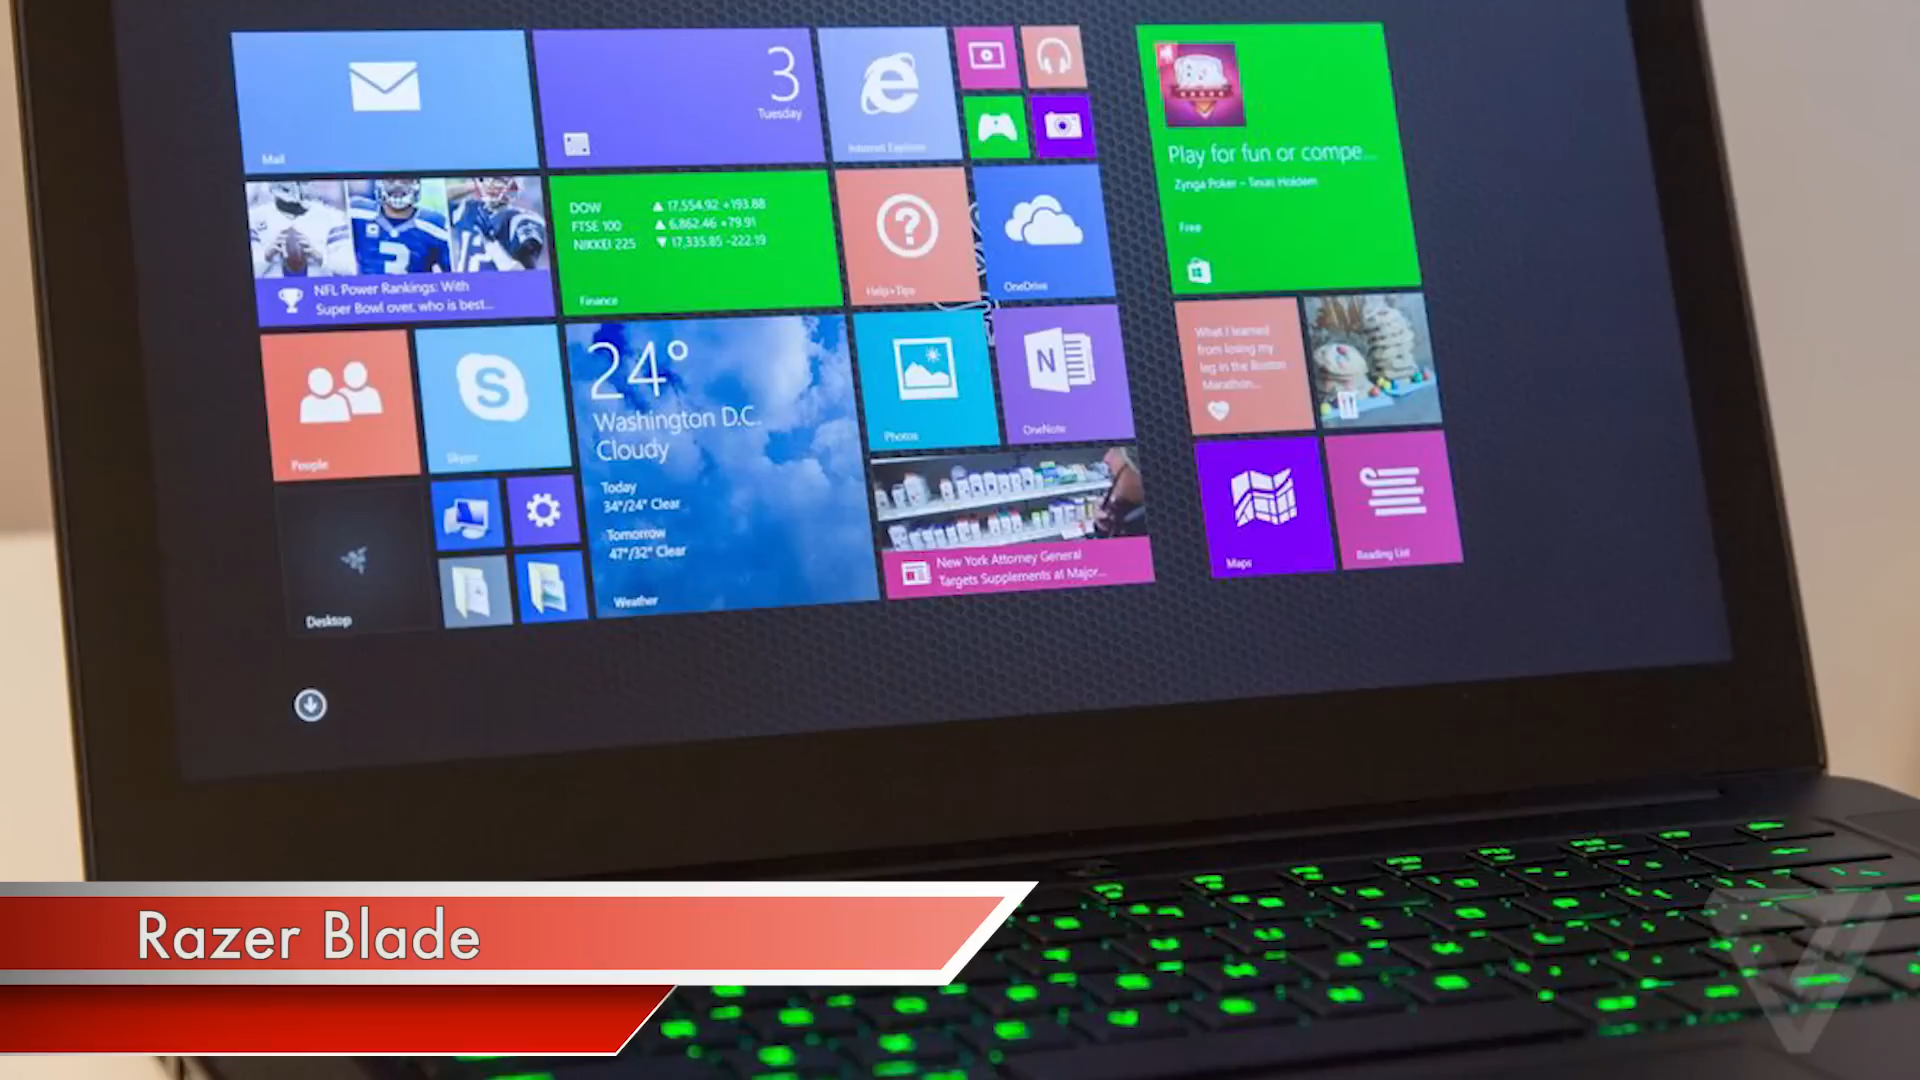 Mail
3
Tuesday
Internet Explorer
Play for fun or compe...
Zynga Poker – Texas Holdem
Free
NFL Power Rankings: With
Super Bowl over, who is best...
DOW ▲ 17,554.92 +193.88
FTSE 100 ▲ 6,862.46 +79.91
NIKKEI 225 ▼ 17,335.85 -222.19
Finance
Help+Tips
OneDrive
People
Skype
24°
Washington D.C.
Cloudy
Today
34°/24° Clear
Tomorrow
47°/32° Clear
Weather
Photos
OneNote
What I learned
from losing my
leg in the Boston
Marathon...
Desktop
New York Attorney General
Targets Supplements at Major...
Maps
Reading List
Razer Blade